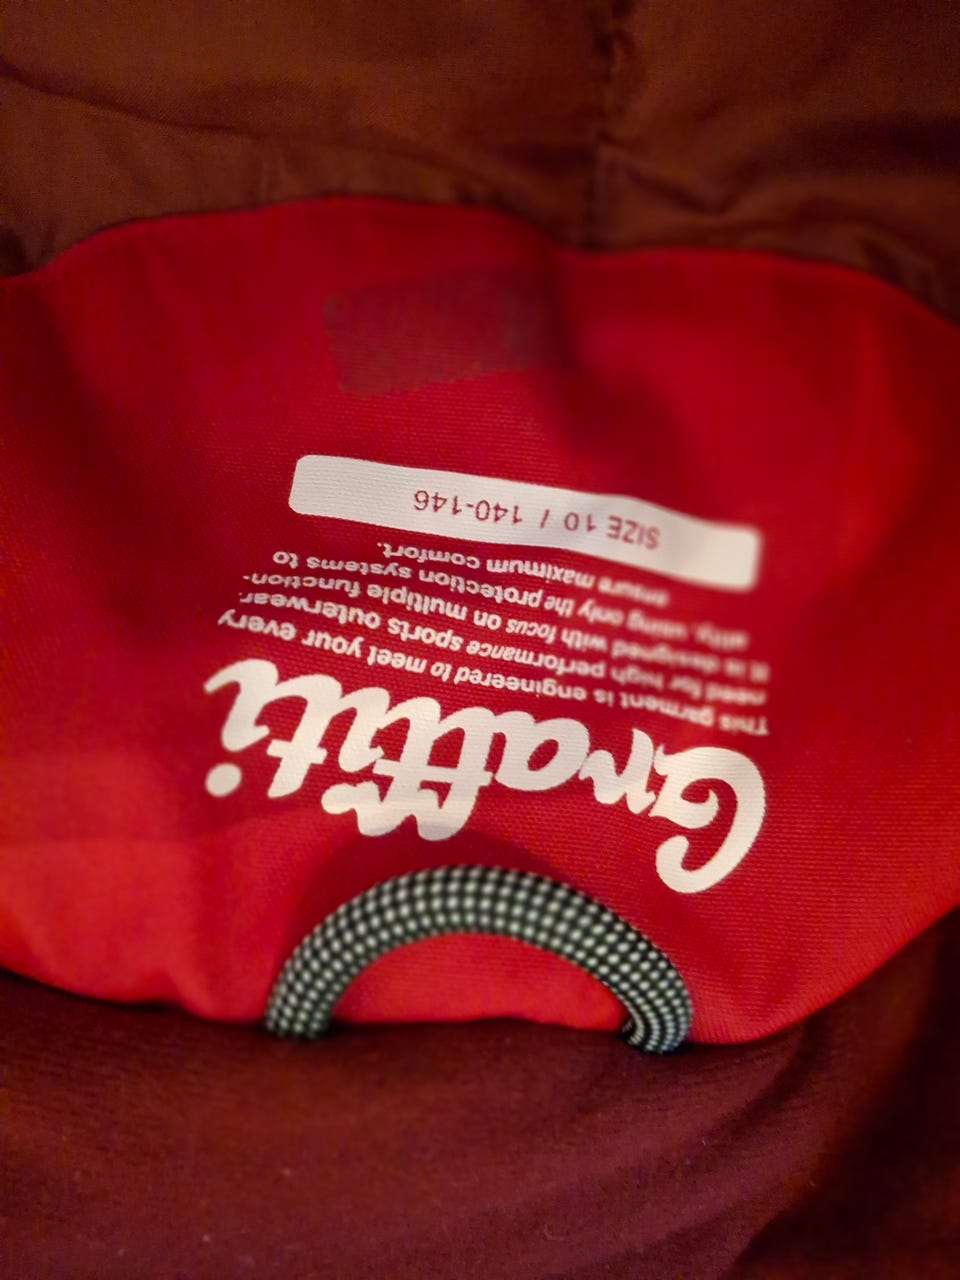 Graffiti
This garment is engineered to meet your every
need for high performance sports outerwear.
It is designed with focus on multiple function-
ality, using only the protection systems to
ensure maximum comfort.
SIZE 10 / 140-146